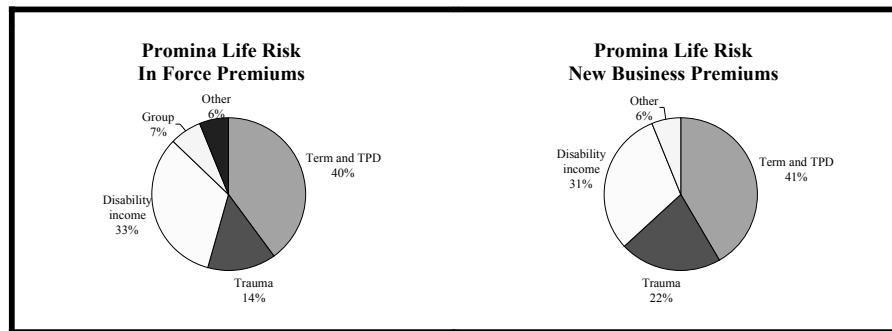 Promina Life Risk
In Force Premiums
Other
6%
Group
7%
Term and TPD
40%
Disability
income
33%
Trauma
14%
Promina Life Risk
New Business Premiums
Other
6%
Disability
income
31%
Term and TPD
41%
Trauma
22%